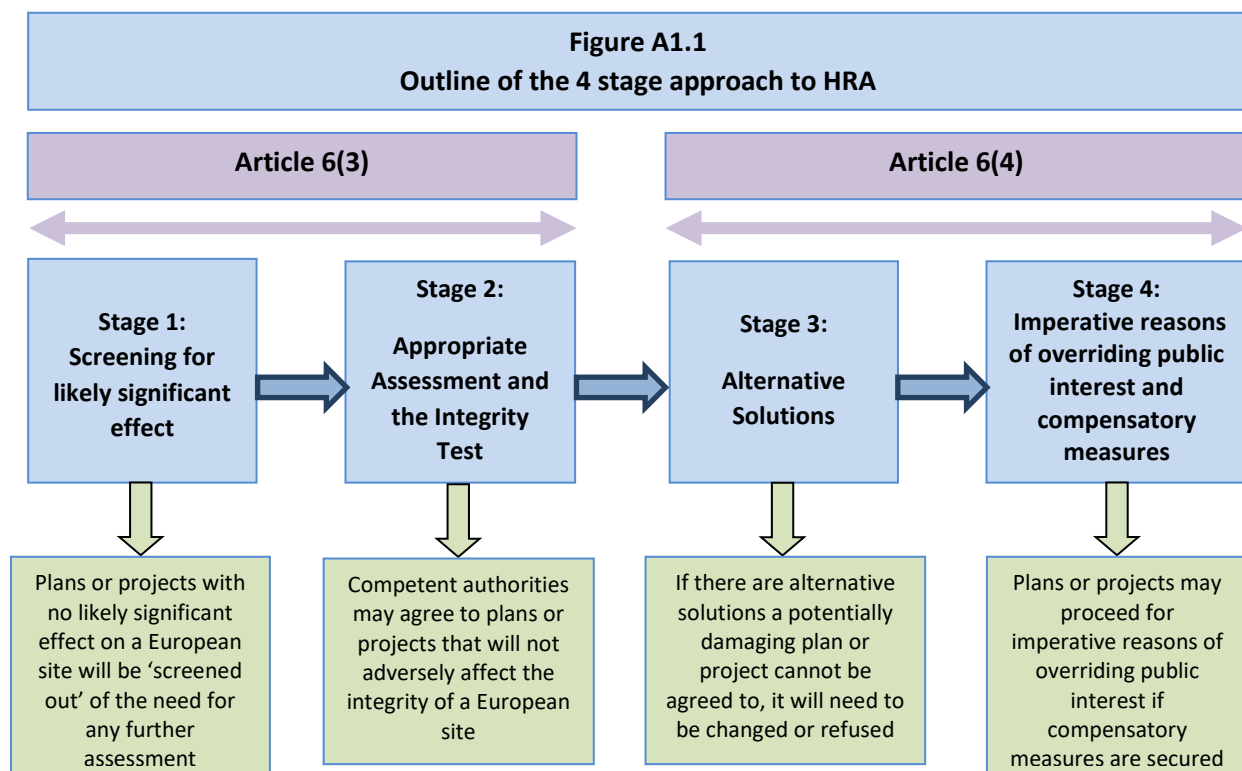 Figure A1.1
Outline of the 4 stage approach to HRA
Article 6(3)
Article 6(4)
Stage 1:
Screening for
likely significant
effect
Stage 2:
Appropriate
Assessment and
the Integrity
Test
Stage 3:
Alternative
Solutions
Stage 4:
Imperative reasons
of overriding public
interest and
compensatory
measures
Plans or projects with
no likely significant
effect on a European
site will be ‘screened
out’ of the need for
any further
assessment
Competent authorities
may agree to plans or
projects that will not
adversely affect the
integrity of a European
site
If there are alternative
solutions a potentially
damaging plan or
project cannot be
agreed to, it will need to
be changed or refused
Plans or projects may
proceed for
imperative reasons of
overriding public
interest if
compensatory
measures are secured